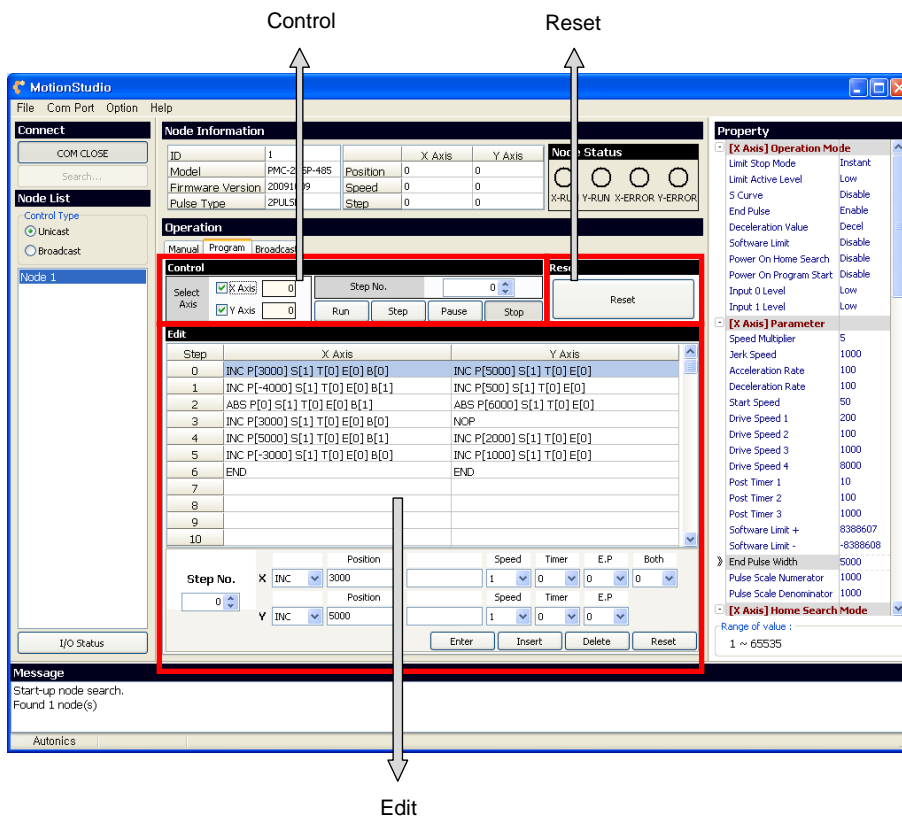 Control Reset
MotionStudio
File Com Port Option Help
Connect
COM CLOSE
Search...
Node List
Control Type
Unicast
Broadcast
Node 1
I/O Status
Node Information
ID 1
Model
Firmware Version
Pulse Type
X Axis Y Axis
Position 0 0
Speed 0 0
Step 0 0
Node Status
X-RUN Y-RUN X-ERROR Y-ERROR
Operation
Manual Program Broadcast
Control
Select Axis
X Axis 0
Y Axis 0
Step No. 0
Run Step Pause Stop
Reset
Reset
Edit
Step X Axis Y Axis
0 INC P[3000] S[1] T[0] E[0] B[0] INC P[5000] S[1] T[0] E[0]
1 INC P[-4000] S[1] T[0] E[0] B[1] INC P[500] S[1] T[0] E[0]
2 ABS P[0] S[1] T[0] E[0] B[1] ABS P[6000] S[1] T[0] E[0]
3 INC P[3000] S[1] T[0] E[0] B[0] NOP
4 INC P[5000] S[1] T[0] E[0] B[1] INC P[2000] S[1] T[0] E[0]
5 INC P[-3000] S[1] T[0] E[0] B[0] INC P[1000] S[1] T[0] E[0]
6 END END
7
8
9
10
Position Speed Timer E.P Both
Step No. X INC 3000 1 0 0 0
0
Position Speed Timer E.P
Y INC 5000 1 0 0
Enter Insert Delete Reset
Property
[X Axis] Operation Mode
Limit Stop Mode Instant
Limit Active Level Low
S Curve Disable
End Pulse Enable
Deceleration Value Decel
Software Limit Disable
Power On Home Search Disable
Power On Program Start Disable
Input 0 Level Low
Input 1 Level Low
[X Axis] Parameter
Speed Multiplier 5
Jerk Speed 1000
Acceleration Rate 100
Deceleration Rate 100
Start Speed 50
Drive Speed 1 200
Drive Speed 2 100
Drive Speed 3 1000
Drive Speed 4 8000
Post Timer 1 10
Post Timer 2 100
Post Timer 3 1000
Software Limit + 8388607
Software Limit - -8388608
End Pulse Width 5000
Pulse Scale Numerator 1000
Pulse Scale Denominator 1000
[X Axis] Home Search Mode
Range of value :
1 ~ 65535
Message
Start-up node search.
Found 1 node(s)
Autonics
Edit